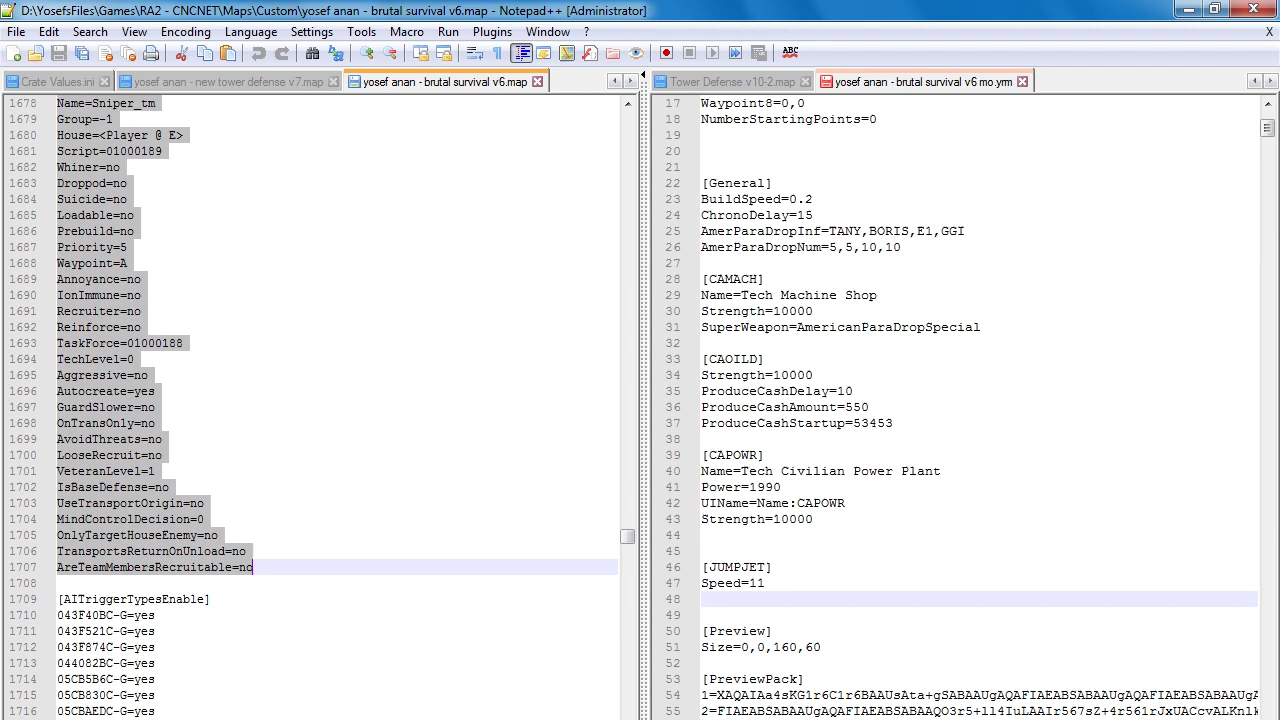 D:\YosefsFiles\Games\RA2 - CNCNET\Maps\Custom\yosef anan - brutal survival v6.map - Notepad++ [Administrator]
File Edit Search View Encoding Language Settings Tools Macro Run Plugins Window ? X
ABC
Crate Values.ini yosef anan - new tower defense v7.map yosef anan - brutal survival v6.map
1678 Name=Sniper_tm
1679 Group=-1
1680 House=<Player @ E>
1681 Script=01000189
1682 Whiner=no
1683 Droppod=no
1684 Suicide=no
1685 Loadable=no
1686 Prebuild=no
1687 Priority=5
1688 Waypoint=A
1689 Annoyance=no
1690 IonImmune=no
1691 Recruiter=no
1692 Reinforce=no
1693 TaskForce=01000188
1694 TechLevel=0
1695 Aggressive=no
1696 Autocreate=yes
1697 GuardSlower=no
1698 OnTransOnly=no
1699 AvoidThreats=no
1700 LooseRecruit=no
1701 VeteranLevel=1
1702 IsBaseDefense=no
1703 UseTransportOrigin=no
1704 MindControlDecision=0
1705 OnlyTargetHouseEnemy=no
1706 TransportsReturnOnUnload=no
1707 AreTeamMembersRecruitable=no
1708
1709 [AITriggerTypesEnable]
1710 043F40BC-G=yes
1711 043F521C-G=yes
1712 043F874C-G=yes
1713 044082BC-G=yes
1714 05CB5B6C-G=yes
1715 05CB830C-G=yes
1716 05CBAEDC-G=yes
Tower Defense v10-2.map yosef anan - brutal survival v6 mo.yrm
17 Waypoint8=0,0
18 NumberStartingPoints=0
19
20
21
22 [General]
23 BuildSpeed=0.2
24 ChronoDelay=15
25 AmerParaDropInf=TANY,BORIS,E1,GGI
26 AmerParaDropNum=5,5,10,10
27
28 [CAMACH]
29 Name=Tech Machine Shop
30 Strength=10000
31 SuperWeapon=AmericanParaDropSpecial
32
33 [CAOILD]
34 Strength=10000
35 ProduceCashDelay=10
36 ProduceCashAmount=550
37 ProduceCashStartup=53453
38
39 [CAPOWR]
40 Name=Tech Civilian Power Plant
41 Power=1990
42 UIName=Name:CAPOWR
43 Strength=10000
44
45
46 [JUMPJET]
47 Speed=11
48
49
50 [Preview]
51 Size=0,0,160,60
52
53 [PreviewPack]
54
55